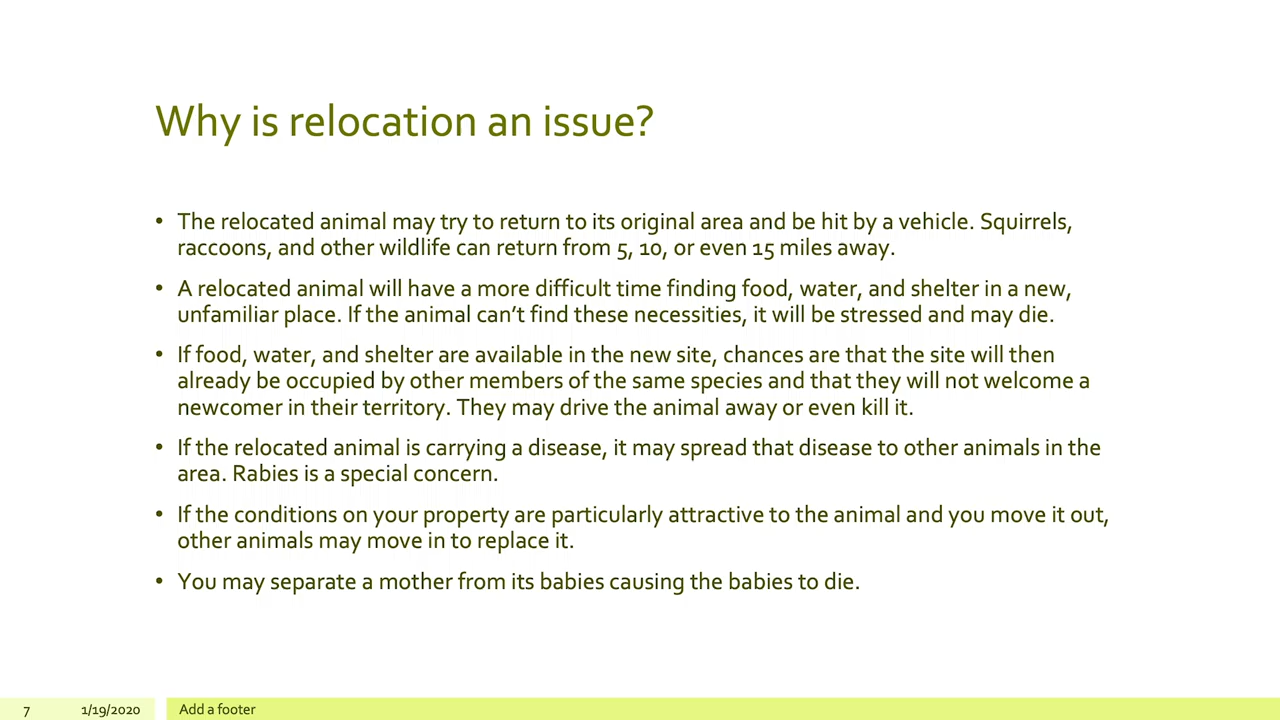 Why is relocation an issue?
• The relocated animal may try to return to its original area and be hit by a vehicle. Squirrels,
raccoons, and other wildlife can return from 5, 10, or even 15 miles away.
• A relocated animal will have a more difficult time finding food, water, and shelter in a new,
unfamiliar place. If the animal can’t find these necessities, it will be stressed and may die.
• If food, water, and shelter are available in the new site, chances are that the site will then
already be occupied by other members of the same species and that they will not welcome a
newcomer in their territory. They may drive the animal away or even kill it.
• If the relocated animal is carrying a disease, it may spread that disease to other animals in the
area. Rabies is a special concern.
• If the conditions on your property are particularly attractive to the animal and you move it out,
other animals may move in to replace it.
• You may separate a mother from its babies causing the babies to die.
7 1/19/2020 Add a footer